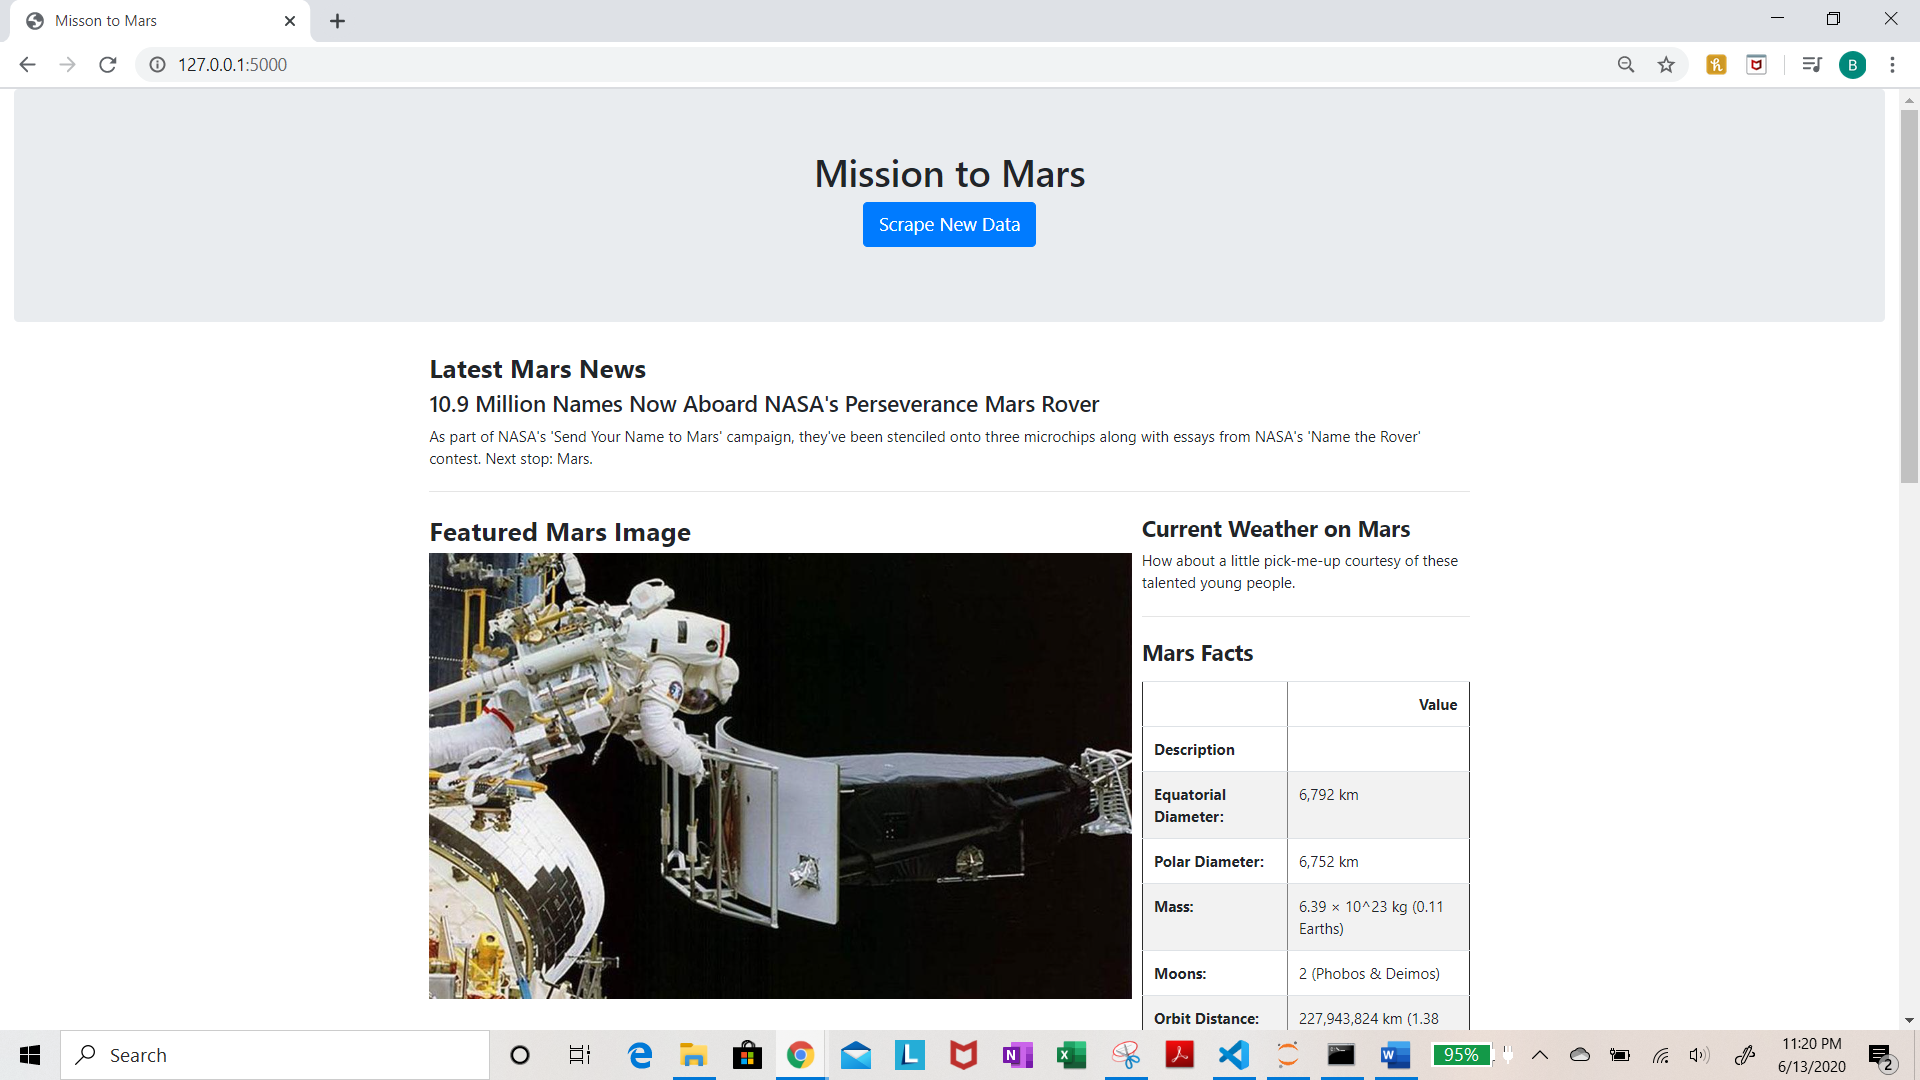 Misson to Mars
127.0.0.1:5000
B
Mission to Mars
Scrape New Data
Latest Mars News
10.9 Million Names Now Aboard NASA's Perseverance Mars Rover
As part of NASA's 'Send Your Name to Mars' campaign, they've been stenciled onto three microchips along with essays from NASA's 'Name the Rover'
contest. Next stop: Mars.
Featured Mars Image
Current Weather on Mars
How about a little pick-me-up courtesy of these
talented young people.
Mars Facts
Value
Description
Equatorial
Diameter:
6,792 km
Polar Diameter:
6,752 km
Mass:
6.39 × 10^23 kg (0.11
Earths)
Moons:
2 (Phobos & Deimos)
Orbit Distance:
227,943,824 km (1.38
Search
L
N
X
W
95%
11:20 PM
6/13/2020
2